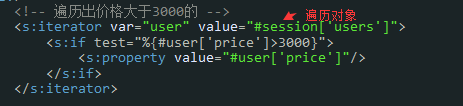 <!-- 遍历出价格大于3000的 -->
遍历对象
<s:iterator var="user" value="#session['users']">
<s:if test="%{#user['price']>3000}">
<s:property value="#user['price']"/>
</s:if>
</s:iterator>